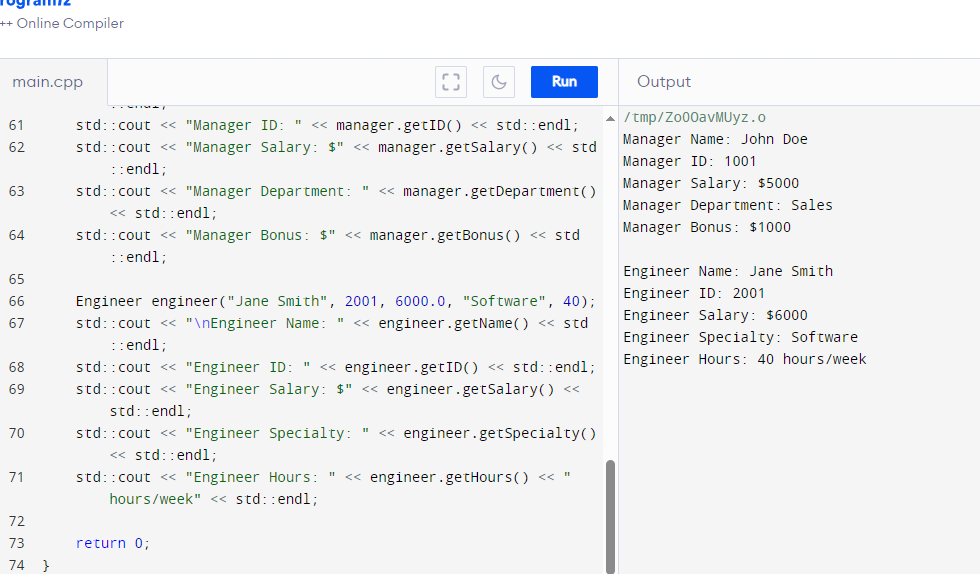 ++ Online Compiler
main.cpp
Run
Output
61 std::cout << "Manager ID: " << manager.getID() << std::endl;
62 std::cout << "Manager Salary: $" << manager.getSalary() << std
::endl;
63 std::cout << "Manager Department: " << manager.getDepartment()
<< std::endl;
64 std::cout << "Manager Bonus: $" << manager.getBonus() << std
::endl;
65
66 Engineer engineer("Jane Smith", 2001, 6000.0, "Software", 40);
67 std::cout << "\nEngineer Name: " << engineer.getName() << std
::endl;
68 std::cout << "Engineer ID: " << engineer.getID() << std::endl;
69 std::cout << "Engineer Salary: $" << engineer.getSalary() <<
std::endl;
70 std::cout << "Engineer Specialty: " << engineer.getSpecialty()
<< std::endl;
71 std::cout << "Engineer Hours: " << engineer.getHours() << "
hours/week" << std::endl;
72
73 return 0;
74 }
/tmp/ZoOOavMUyz.o
Manager Name: John Doe
Manager ID: 1001
Manager Salary: $5000
Manager Department: Sales
Manager Bonus: $1000
Engineer Name: Jane Smith
Engineer ID: 2001
Engineer Salary: $6000
Engineer Specialty: Software
Engineer Hours: 40 hours/week